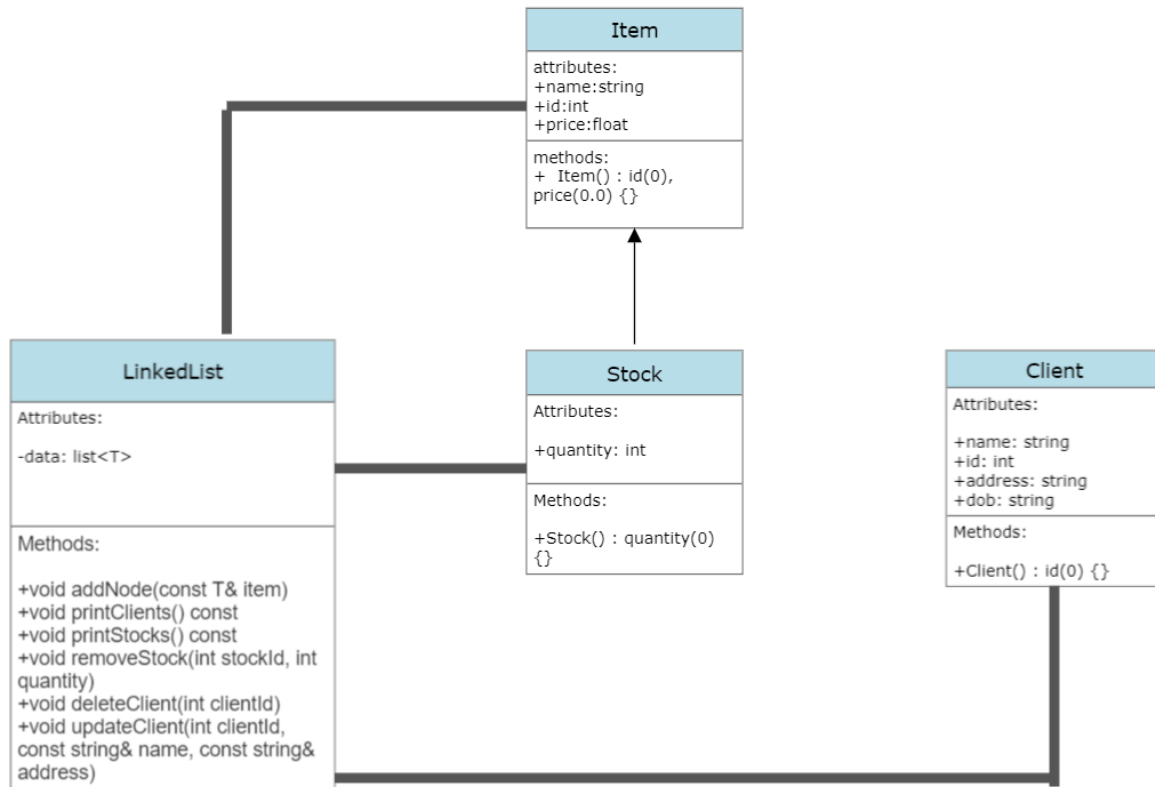 Item
attributes:
+name:string
+id:int
+price:float
methods:
+ Item() : id(0),
price(0.0) {}
LinkedList
Attributes:
-data: list<T>
Methods:
+void addNode(const T& item)
+void printClients() const
+void printStocks() const
+void removeStock(int stockId, int
quantity)
+void deleteClient(int clientId)
+void updateClient(int clientId,
const string& name, const string&
address)
Stock
Attributes:
+quantity: int
Methods:
+Stock() : quantity(0)
{}
Client
Attributes:
+name: string
+id: int
+address: string
+dob: string
Methods:
+Client() : id(0) {}